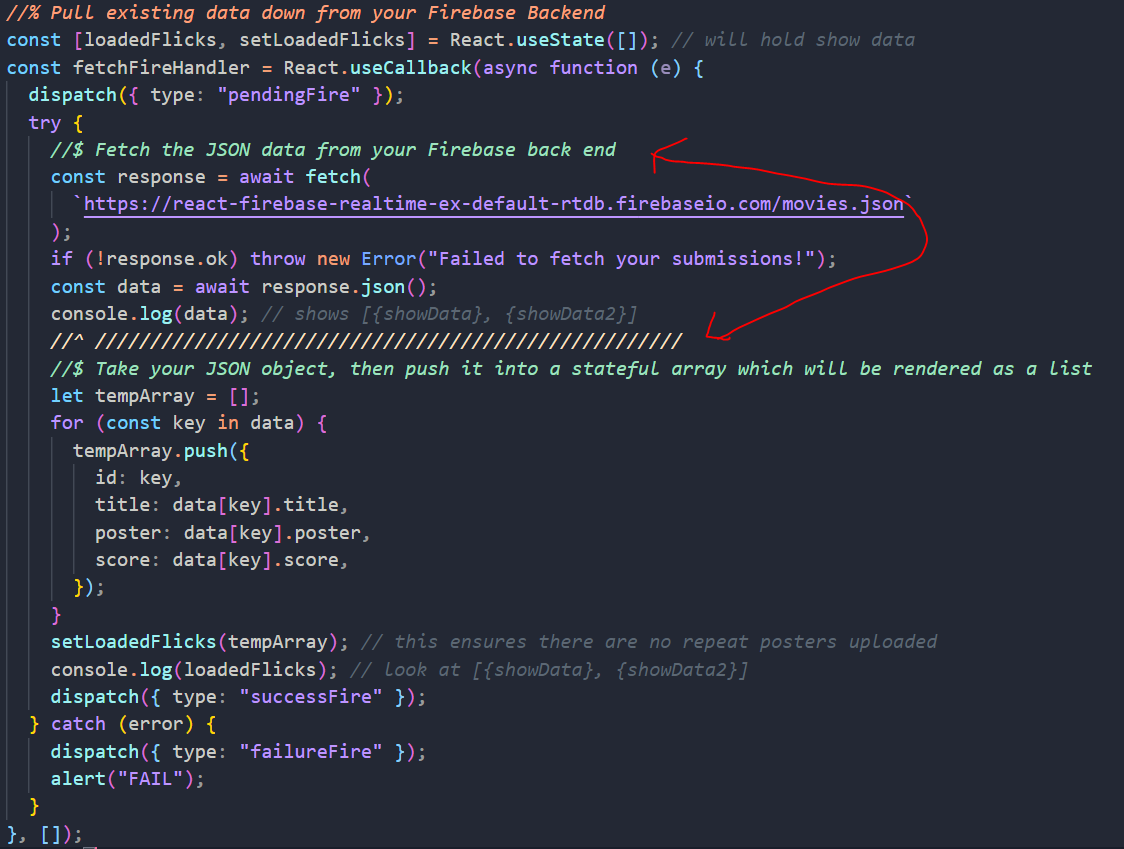 //% Pull existing data down from your Firebase Backend
const [loadedFlicks, setLoadedFlicks] = React.useState([]); // will hold show data
const fetchFireHandler = React.useCallback(async function (e) {
  dispatch({ type: "pendingFire" });
  try {
    //$ Fetch the JSON data from your Firebase back end
    const response = await fetch(
      `https://react-firebase-realtime-ex-default-rtdb.firebaseio.com/movies.json`
    );
    if (!response.ok) throw new Error("Failed to fetch your submissions!");
    const data = await response.json();
    console.log(data); // shows [{showData}, {showData2}]
    //^ /////////////////////////////////////////////////////
    //$ Take your JSON object, then push it into a stateful array which will be rendered as a list
    let tempArray = [];
    for (const key in data) {
      tempArray.push({
        id: key,
        title: data[key].title,
        poster: data[key].poster,
        score: data[key].score,
      });
    }
    setLoadedFlicks(tempArray); // this ensures there are no repeat posters uploaded
    console.log(loadedFlicks); // look at [{showData}, {showData2}]
    dispatch({ type: "successFire" });
  } catch (error) {
    dispatch({ type: "failureFire" });
    alert("FAIL");
  }
}, []);